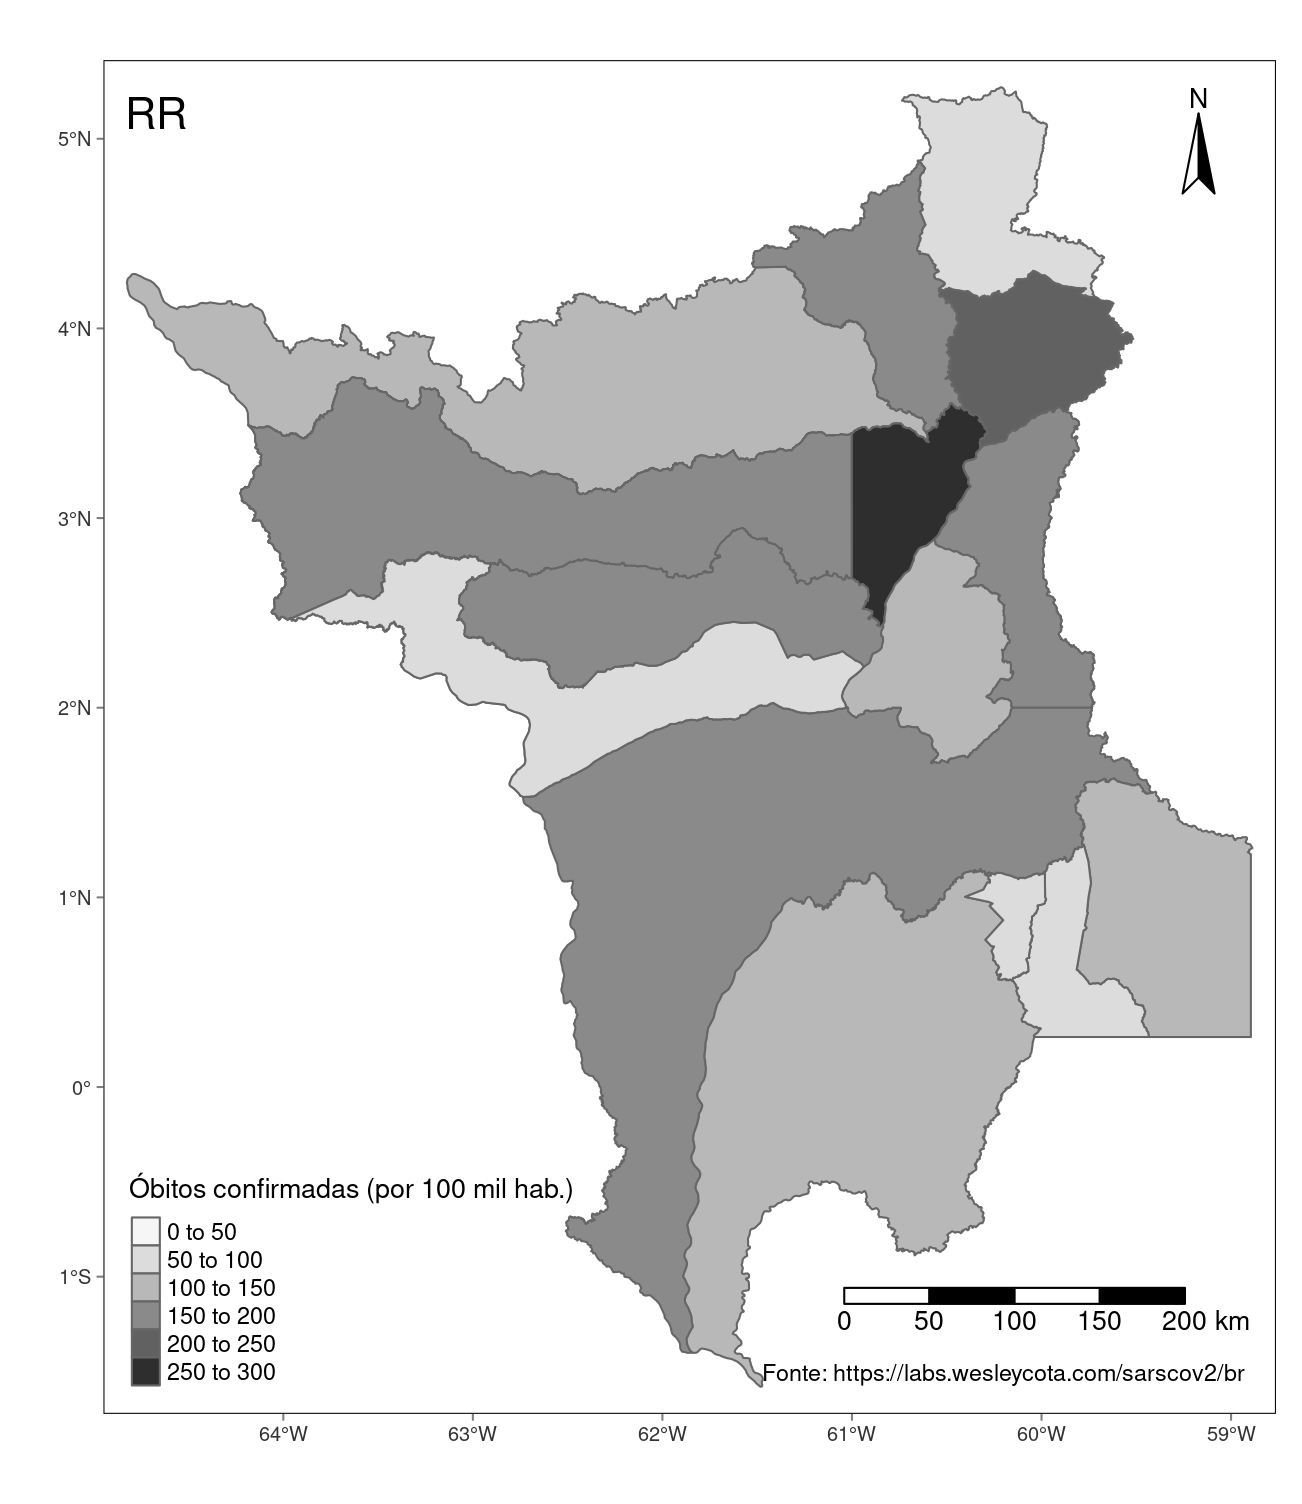 RR
N
5°N
4°N
3°N
2°N
1°N
0°
1°S
Óbitos confirmadas (por 100 mil hab.)
0 to 50
50 to 100
100 to 150
150 to 200
200 to 250
250 to 300
0 50 100 150 200 km
Fonte: https://labs.wesleycota.com/sarscov2/br
64°W 63°W 62°W 61°W 60°W 59°W